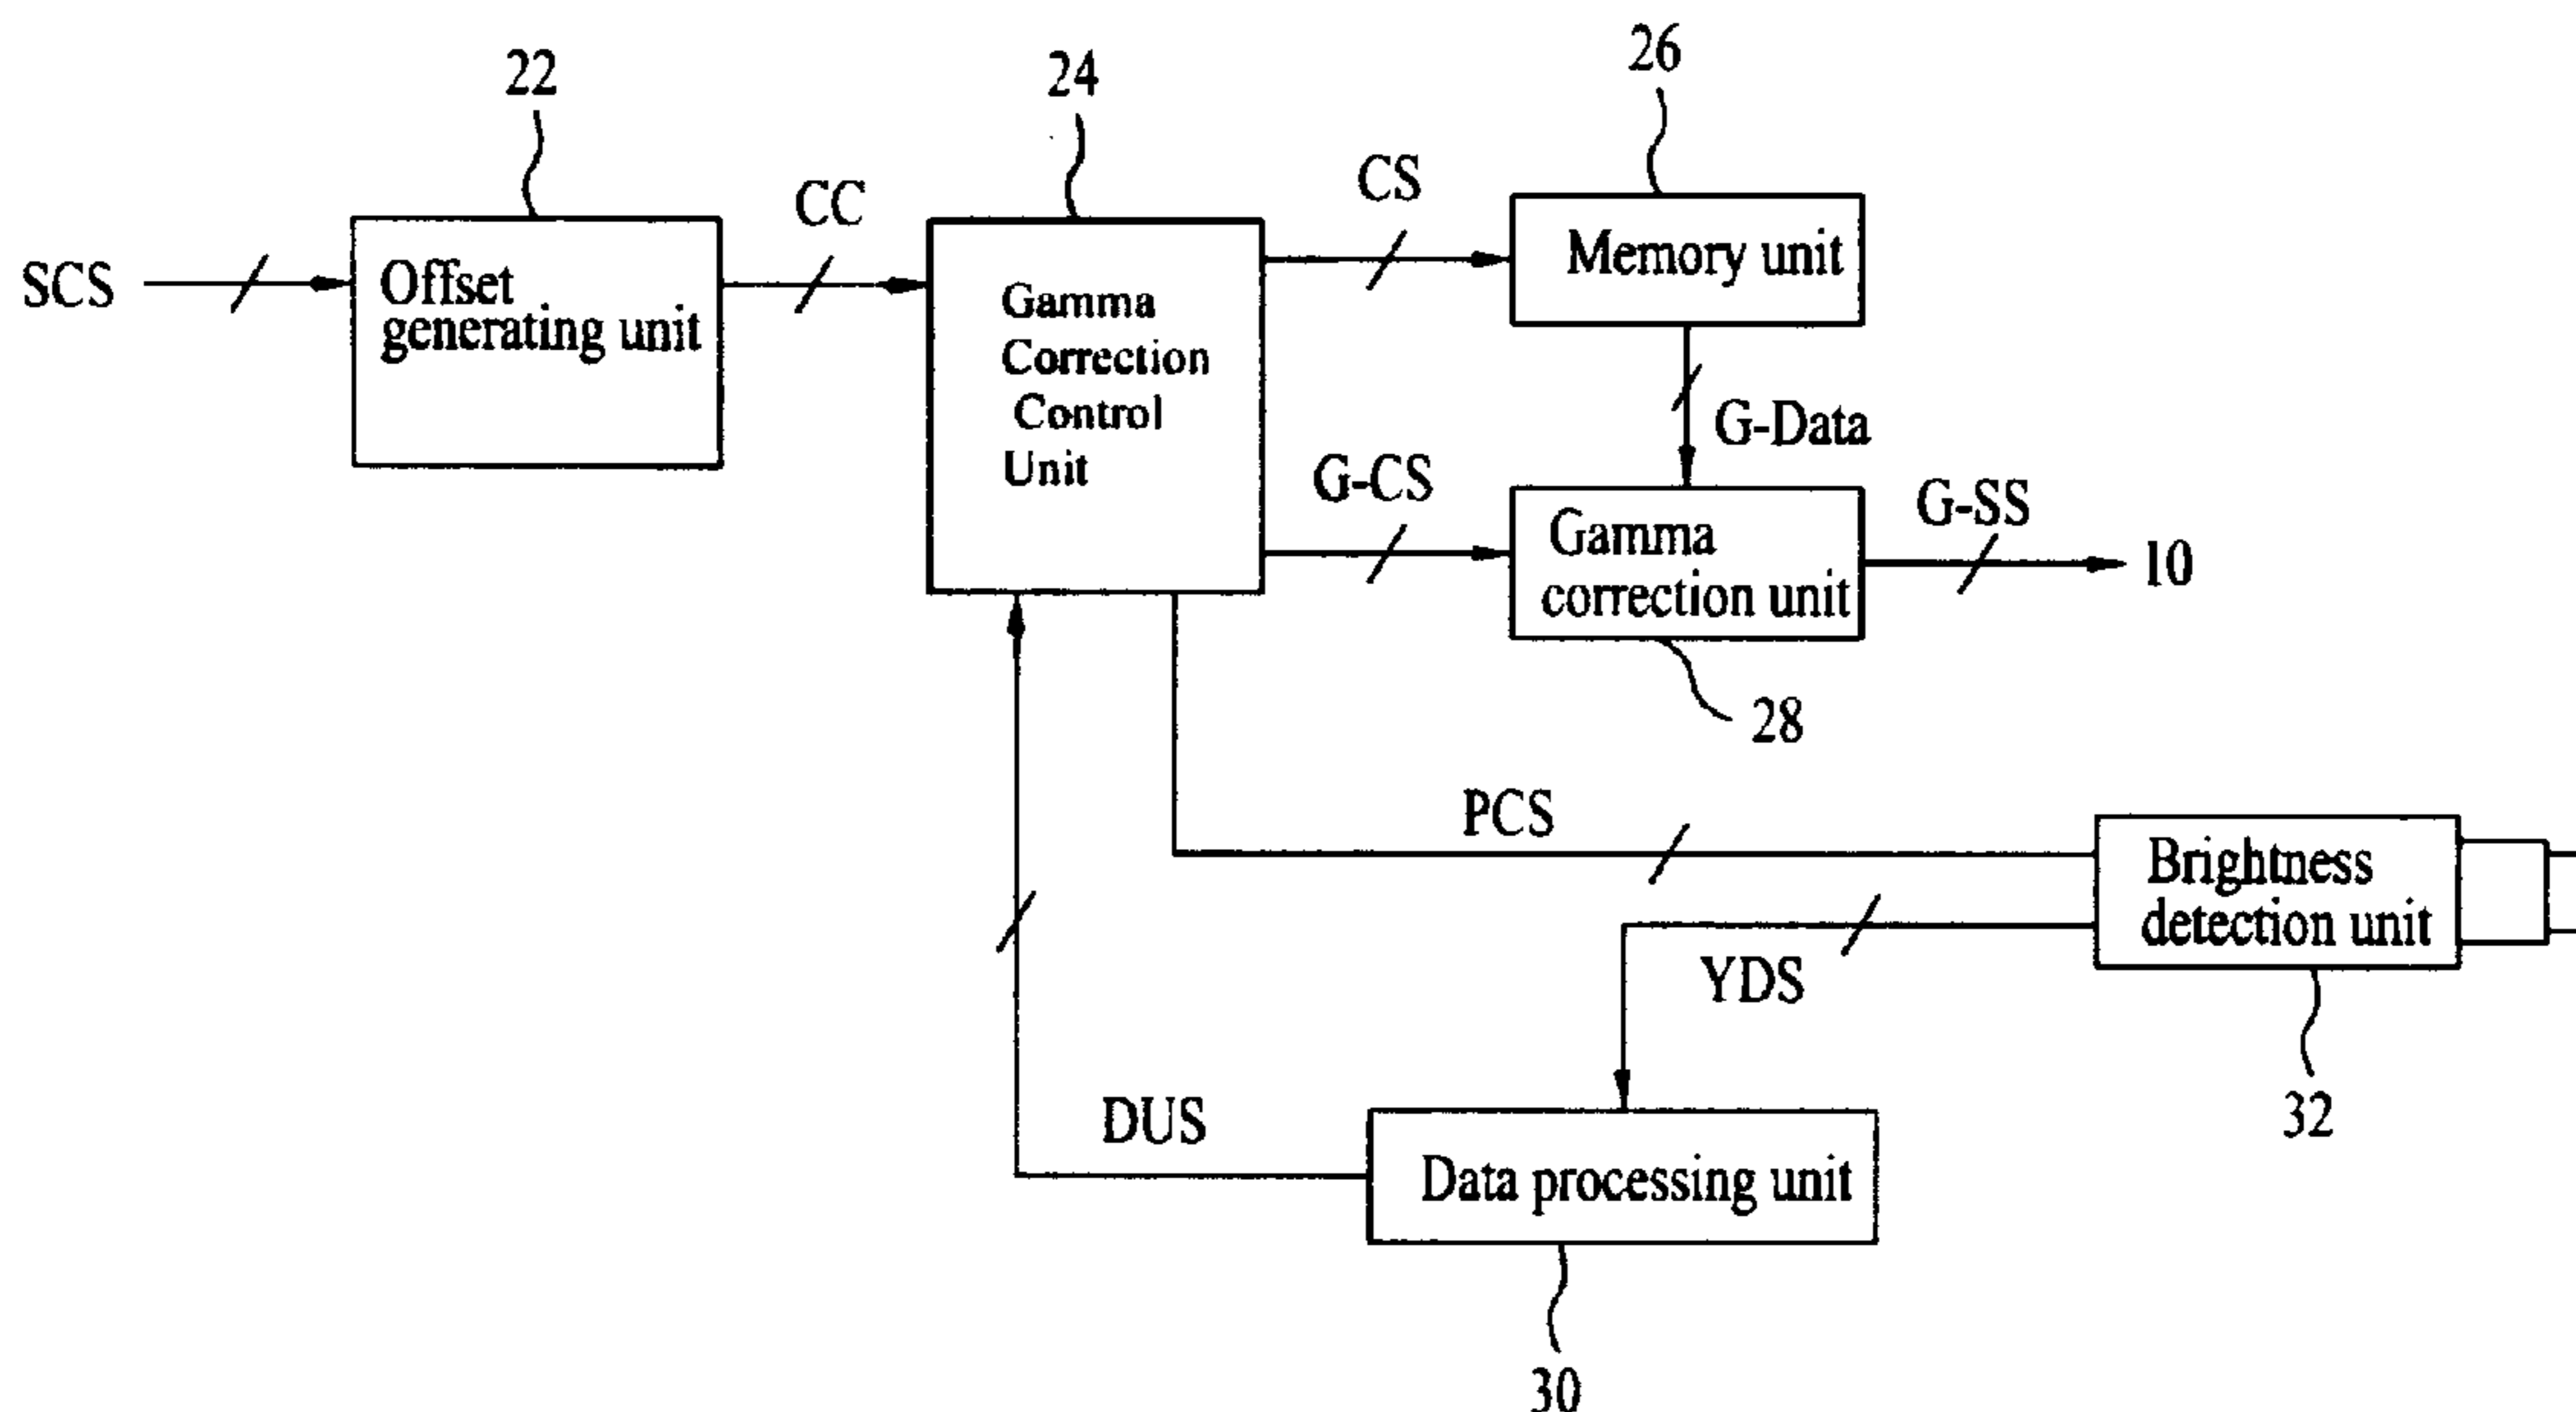 22
24
26
SCS
Offset
generating unit
CC
Gamma
Correction
Control
Unit
CS
Memory unit
G-Data
G-CS
Gamma
correction unit
G-SS
10
28
PCS
Brightness
detection unit
YDS
32
DUS
Data processing unit
30